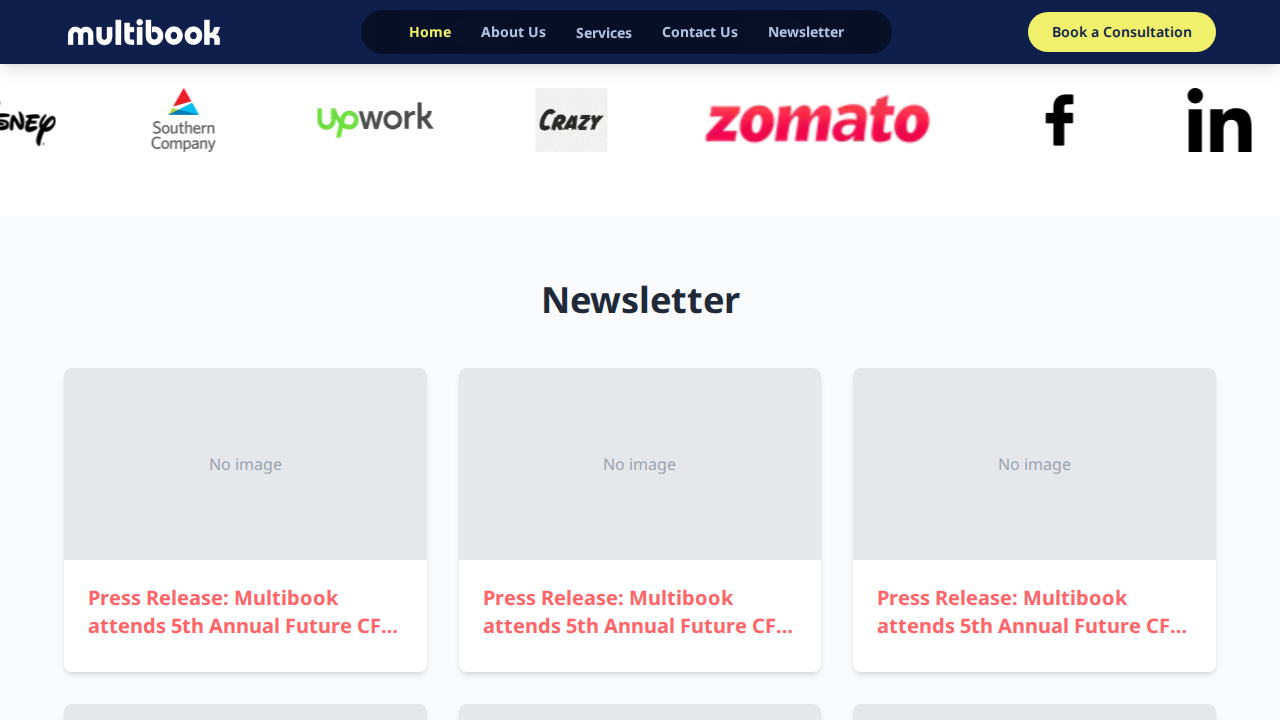 multibook
Home
About Us
Services
Contact Us
Newsletter
Book a Consultation
Southern
Company
upwork
CRAZY
zomato
f
in
Newsletter
No image
No image
No image
Press Release: Multibook
attends 5th Annual Future CF...
Press Release: Multibook
attends 5th Annual Future CF...
Press Release: Multibook
attends 5th Annual Future CF...